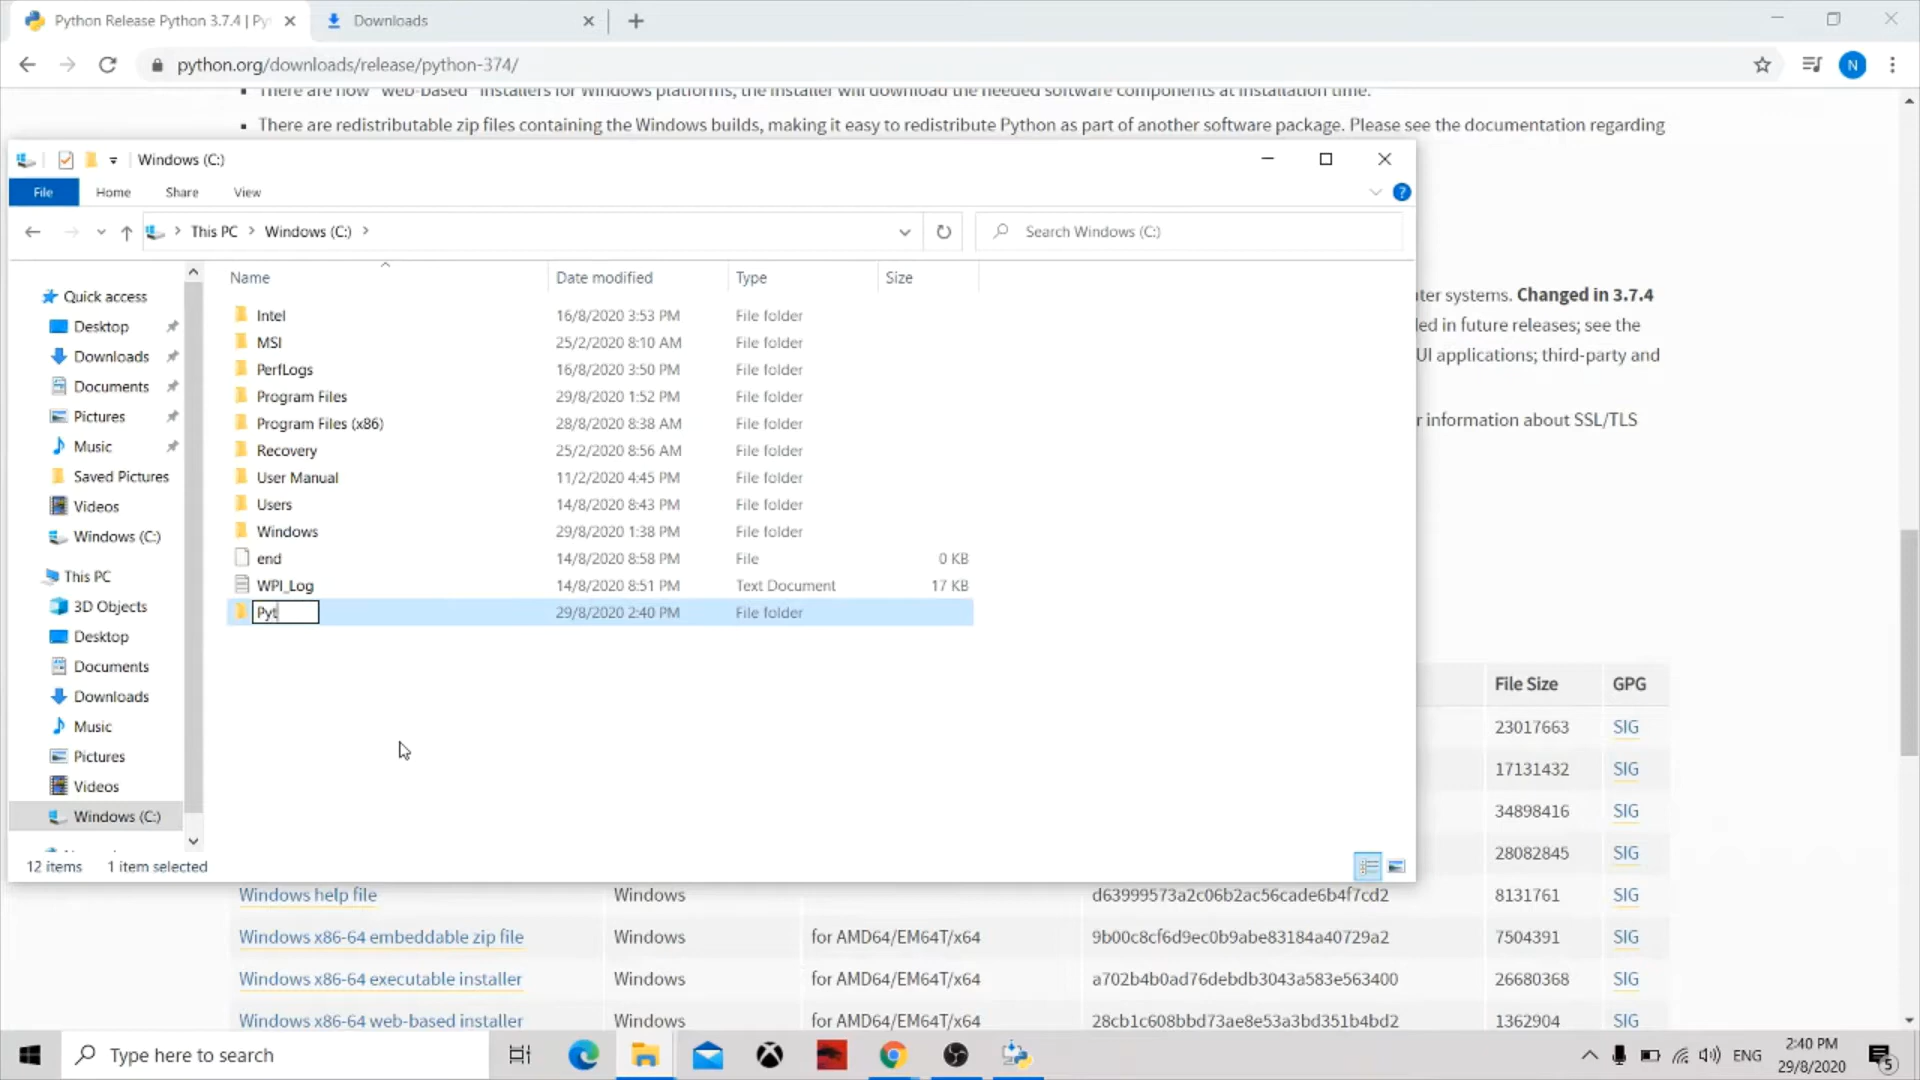 Python Release Python 3.7.4 | Py
Downloads
python.org/downloads/release/python-374/
N
There are now "web-based" installers for Windows platforms; the installer will download the needed software components at installation time.
There are redistributable zip files containing the Windows builds, making it easy to redistribute Python as part of another software package. Please see the documentation regarding
Windows (C:)
File Home Share View
This PC Windows (C:)
Search Windows (C:)
Name Date modified Type Size
Quick access
Desktop
Downloads
Documents
Pictures
Music
Saved Pictures
Videos
Windows (C:)
This PC
3D Objects
Desktop
Documents
Downloads
Music
Pictures
Videos
Windows (C:)
Intel 16/8/2020 3:53 PM File folder
MSI 25/2/2020 8:10 AM File folder
PerfLogs 16/8/2020 3:50 PM File folder
Program Files 29/8/2020 1:52 PM File folder
Program Files (x86) 28/8/2020 8:38 AM File folder
Recovery 25/2/2020 8:56 AM File folder
User Manual 11/2/2020 4:45 PM File folder
Users 14/8/2020 8:43 PM File folder
Windows 29/8/2020 1:38 PM File folder
end 14/8/2020 8:58 PM File 0 KB
WPI_Log 14/8/2020 8:51 PM Text Document 17 KB
Pyt 29/8/2020 2:40 PM File folder
12 items 1 item selected
ter systems. Changed in 3.7.4
ed in future releases; see the
UI applications; third-party and
r information about SSL/TLS
File Size GPG
23017663 SIG
17131432 SIG
34898416 SIG
28082845 SIG
Windows help file Windows d63999573a2c06b2ac56cade6b4f7cd2 8131761 SIG
Windows x86-64 embeddable zip file Windows for AMD64/EM64T/x64 9b00c8cf6d9ec0b9abe83184a40729a2 7504391 SIG
Windows x86-64 executable installer Windows for AMD64/EM64T/x64 a702b4b0ad76debdb3043a583e563400 26680368 SIG
Windows x86-64 web-based installer Windows for AMD64/EM64T/x64 28cb1c608bbd73ae8e53a3bd351b4bd2 1362904 SIG
Type here to search
ENG
2:40 PM
29/8/2020
5